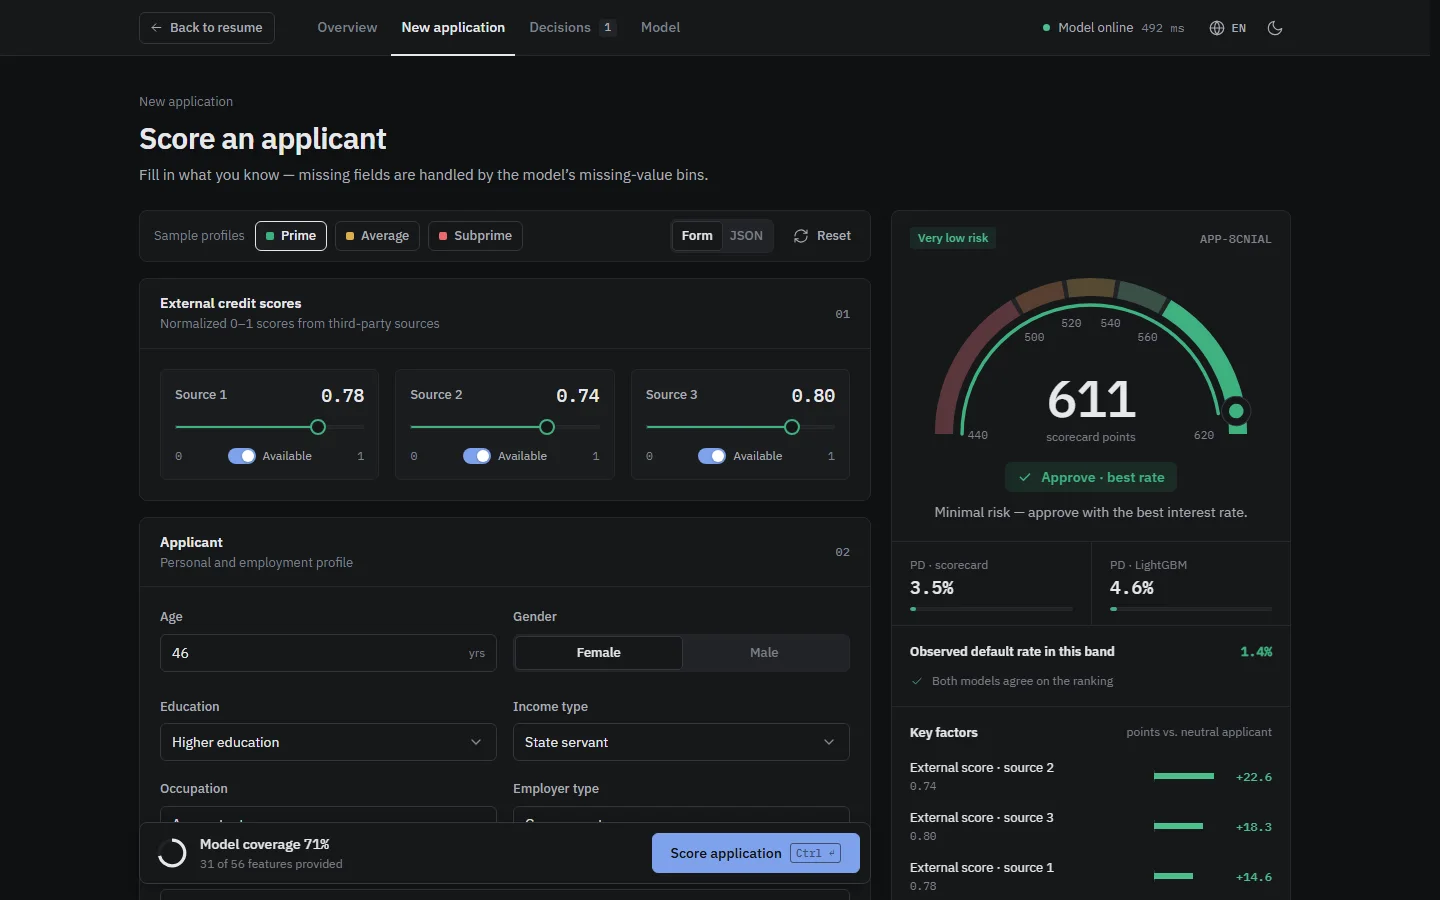 ← Back to resume
Overview
New application
Decisions 1
Model
Model online 492 ms
EN
New application
Score an applicant
Fill in what you know — missing fields are handled by the model's missing-value bins.
Sample profiles
Prime
Average
Subprime
Form
JSON
Reset
External credit scores
Normalized 0–1 scores from third-party sources
01
Source 1 0.78
0 Available 1
Source 2 0.74
0 Available 1
Source 3 0.80
0 Available 1
Applicant
Personal and employment profile
02
Age
46 yrs
Gender
Female Male
Education
Higher education
Income type
State servant
Occupation
Employer type
Model coverage 71%
31 of 56 features provided
Score application Ctrl ↵
Very low risk
APP-8CNIAL
500
520
540
560
440
620
611
scorecard points
Approve · best rate
Minimal risk — approve with the best interest rate.
PD · scorecard
3.5%
PD · LightGBM
4.6%
Observed default rate in this band 1.4%
Both models agree on the ranking
Key factors points vs. neutral applicant
External score · source 2
0.74
+22.6
External score · source 3
0.80
+18.3
External score · source 1
0.78
+14.6